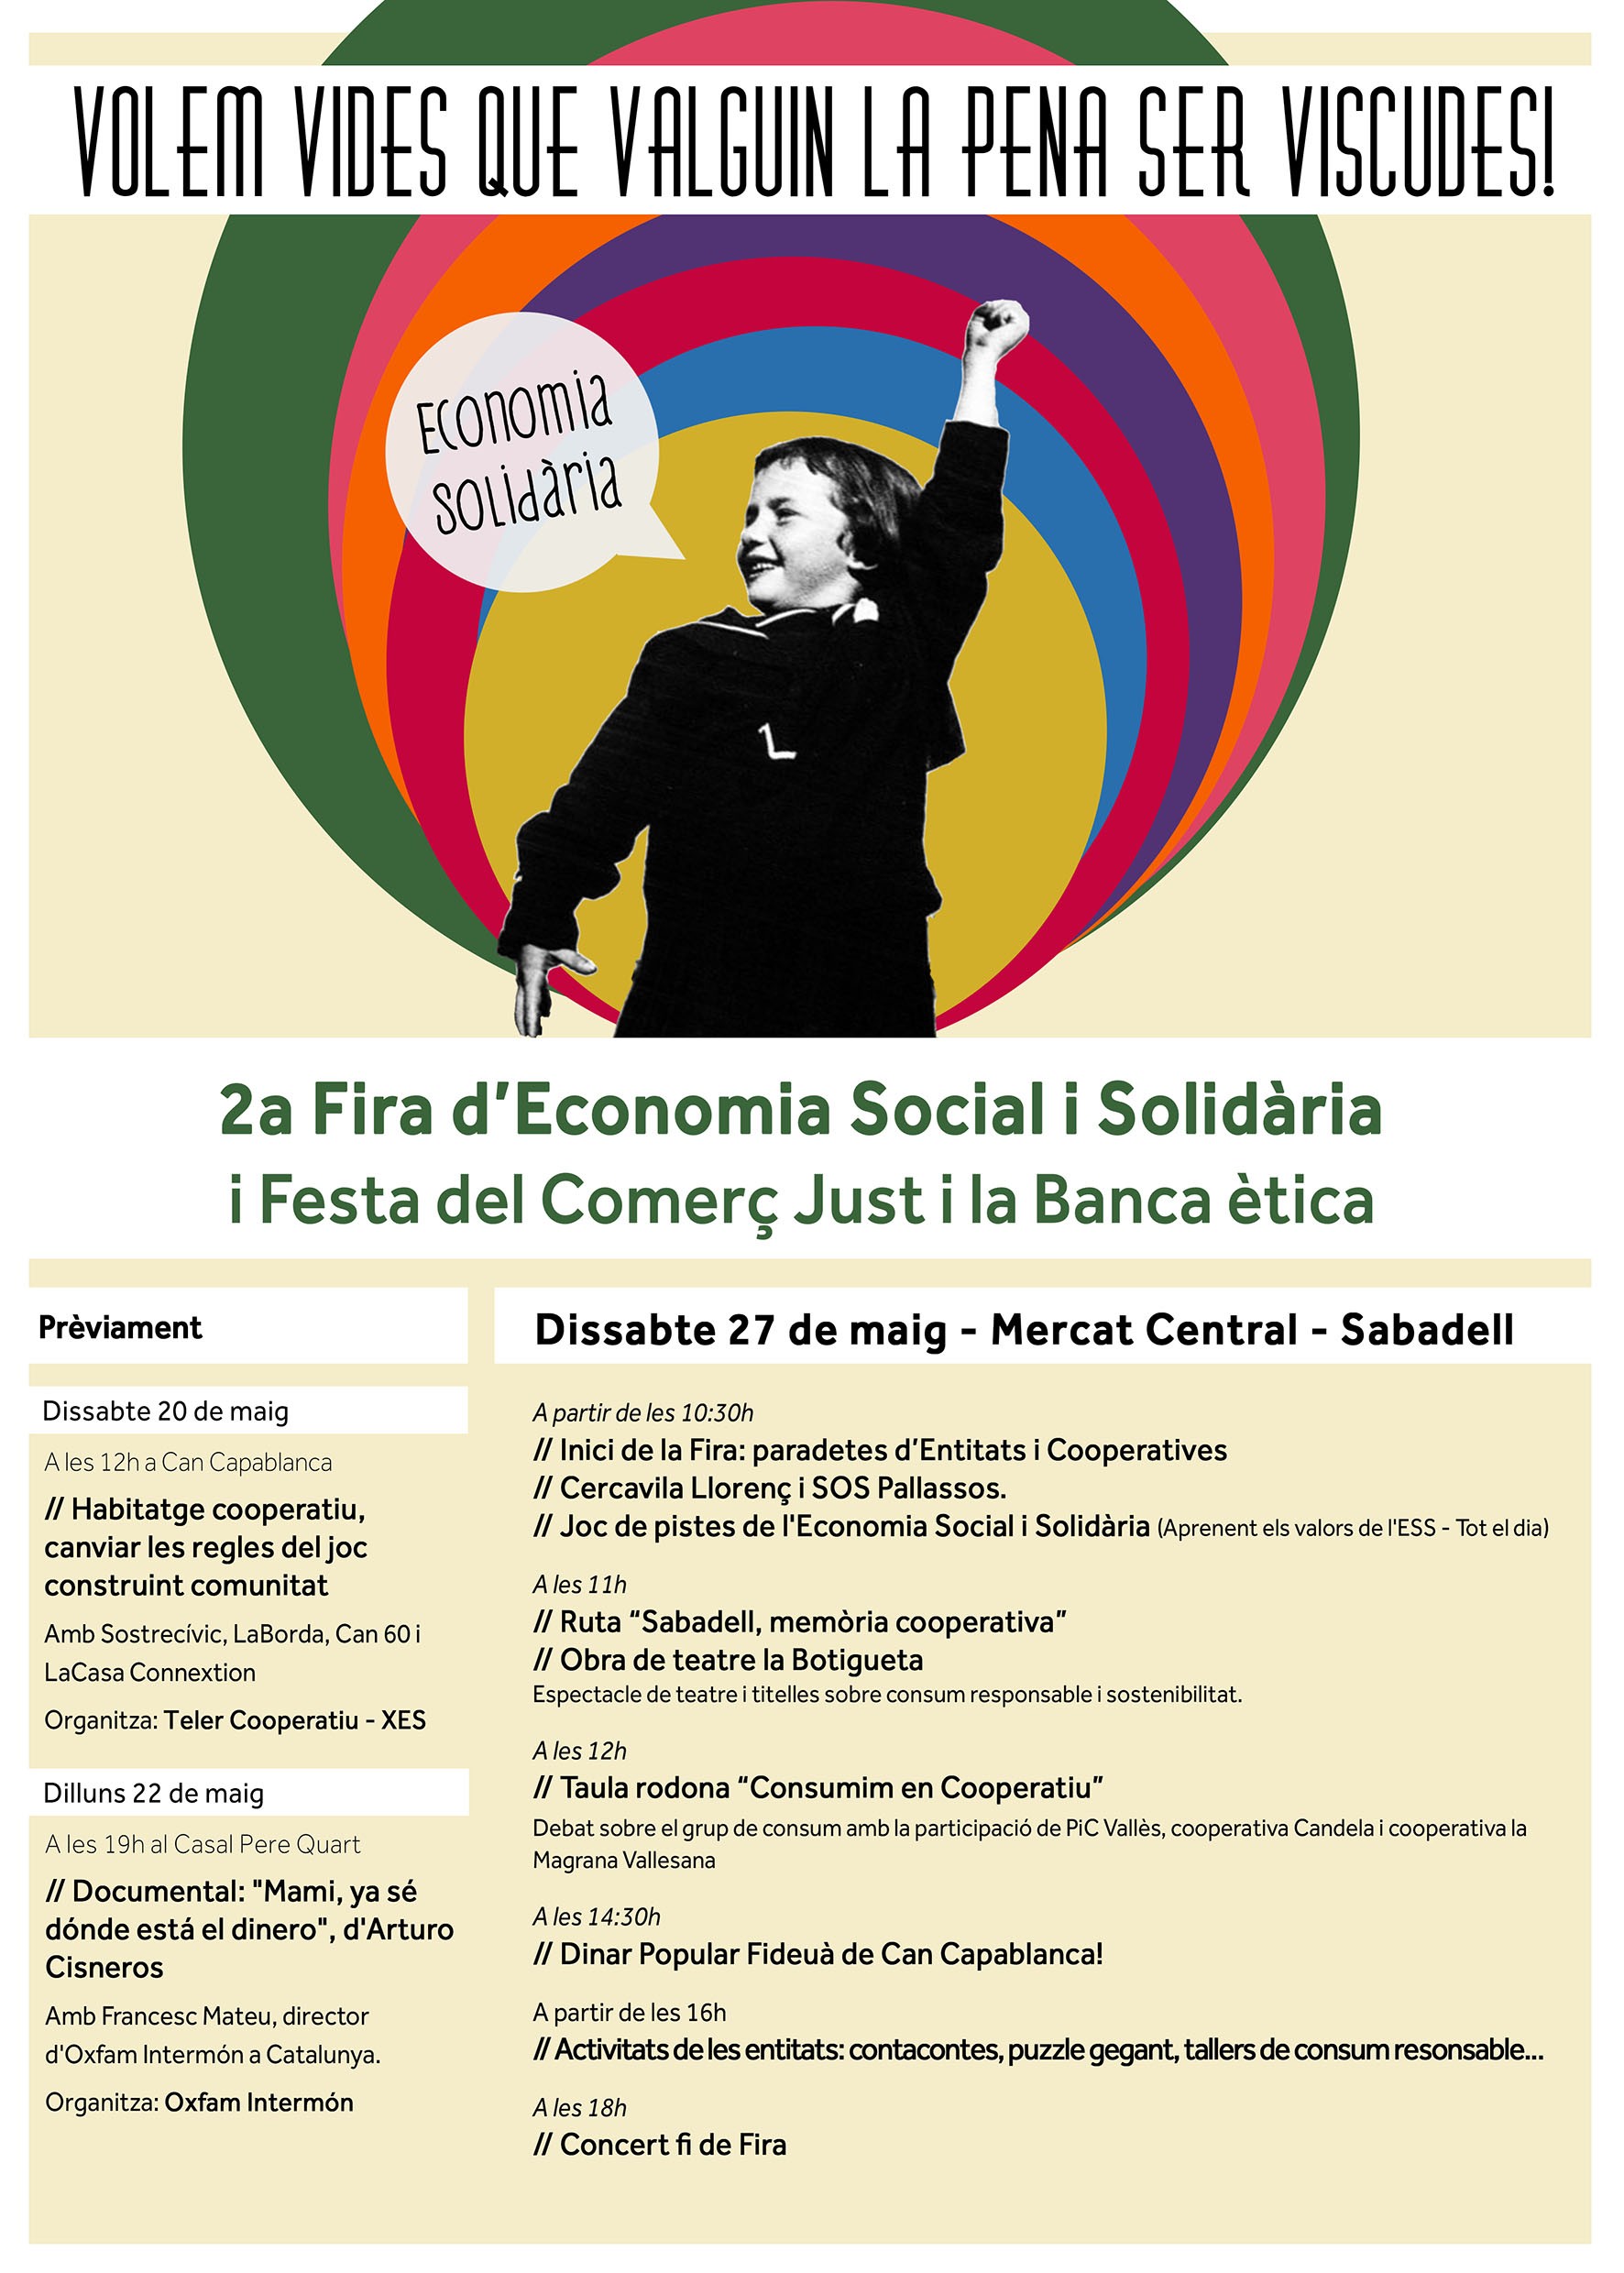 VOLEM VIDES QUE VALGUIN LA PENA SER VISCUDES!
Economia
solidària
2a Fira d’Economia Social i Solidària
i Festa del Comerç Just i la Banca ètica
Prèviament
Dissabte 20 de maig
A les 12h a Can Capablanca
// Habitatge cooperatiu,
canviar les regles del joc
construint comunitat
Amb Sostrecívic, LaBorda, Can 60 i
LaCasa Connextion
Organitza: Teler Cooperatiu - XES
Dilluns 22 de maig
A les 19h al Casal Pere Quart
// Documental: "Mami, ya sé
dónde está el dinero", d'Arturo
Cisneros
Amb Francesc Mateu, director
d'Oxfam Intermón a Catalunya.
Organitza: Oxfam Intermón
Dissabte 27 de maig - Mercat Central - Sabadell
A partir de les 10:30h
// Inici de la Fira: paradetes d’Entitats i Cooperatives
// Cercavila Llorenç i SOS Pallassos.
// Joc de pistes de l'Economia Social i Solidària (Aprenent els valors de l'ESS - Tot el dia)
A les 11h
// Ruta “Sabadell, memòria cooperativa”
// Obra de teatre la Botigueta
Espectacle de teatre i titelles sobre consum responsable i sostenibilitat.
A les 12h
// Taula rodona “Consumim en Cooperatiu”
Debat sobre el grup de consum amb la participació de PiC Vallès, cooperativa Candela i cooperativa la
Magrana Vallesana
A les 14:30h
// Dinar Popular Fideuà de Can Capablanca!
A partir de les 16h
// Activitats de les entitats: contacontes, puzzle gegant, tallers de consum resonsable...
A les 18h
// Concert fi de Fira